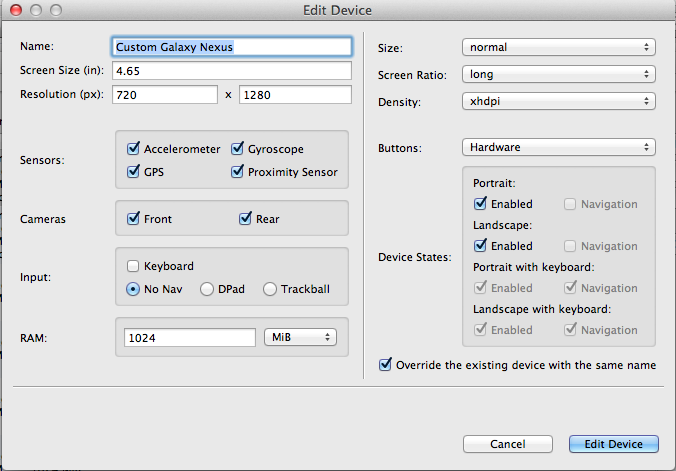 Edit Device
Name: Custom Galaxy Nexus
Screen Size (in): 4.65
Resolution (px): 720 x 1280
Sensors:
Accelerometer Gyroscope
GPS Proximity Sensor
Cameras
Front Rear
Input:
Keyboard
No Nav DPad Trackball
RAM: 1024 MiB
Size: normal
Screen Ratio: long
Density: xhdpi
Buttons: Hardware
Device States:
Portrait:
Enabled Navigation
Landscape:
Enabled Navigation
Portrait with keyboard:
Enabled Navigation
Landscape with keyboard:
Enabled Navigation
Override the existing device with the same name
Cancel Edit Device